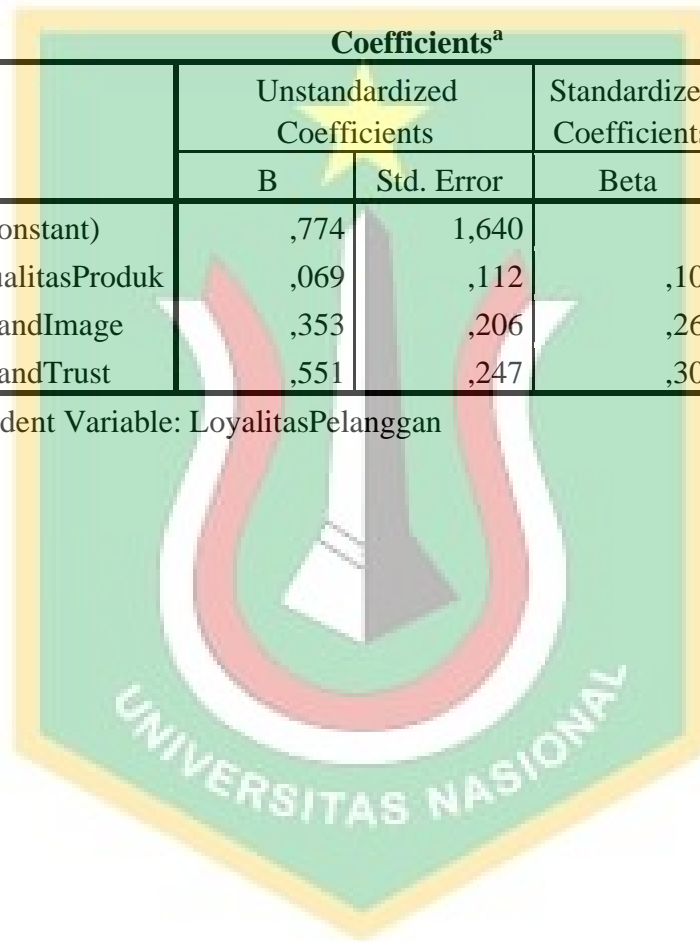 Coefficientsᵃ
Unstandardized Coefficients Standardize
Coefficient
B Std. Error Beta
onstant) ,774 1,640
ualitasProduk ,069 ,112 ,10
andImage ,353 ,206 ,26
andTrust ,551 ,247 ,30
dent Variable: LoyalitasPelanggan
UNIVERSITAS NASIONAL